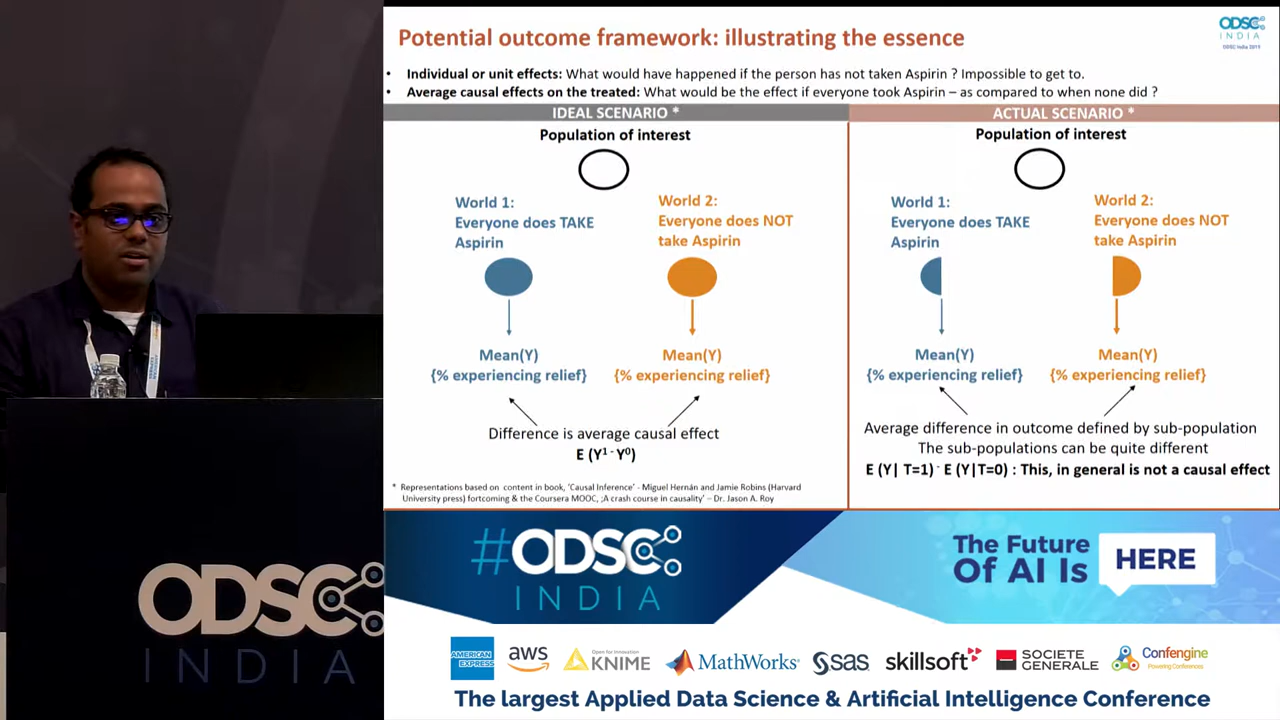 Potential outcome framework: illustrating the essence
ODSC
INDIA
ODSC India 2019
• Individual or unit effects: What would have happened if the person has not taken Aspirin ? Impossible to get to.
• Average causal effects on the treated: What would be the effect if everyone took Aspirin – as compared to when none did ?
IDEAL SCENARIO *
Population of interest
World 1:
Everyone does TAKE
Aspirin
World 2:
Everyone does NOT
take Aspirin
Mean(Y)
{% experiencing relief}
Mean(Y)
{% experiencing relief}
Difference is average causal effect
E (Y¹ - Y⁰)
* Representations based on content in book, 'Causal Inference' - Miguel Hernán and Jamie Robins (Harvard
University press) fortcoming & the Coursera MOOC, ;A crash course in causality' – Dr. Jason A. Roy
ACTUAL SCENARIO *
Population of interest
World 1:
Everyone does TAKE
Aspirin
World 2:
Everyone does NOT
take Aspirin
Mean(Y)
{% experiencing relief}
Mean(Y)
{% experiencing relief}
Average difference in outcome defined by sub-population
The sub-populations can be quite different
E (Y| T=1) - E (Y|T=0) : This, in general is not a causal effect
#ODSC
INDIA
The Future
Of AI Is
HERE
AMERICAN
EXPRESS
aws
Open for Innovation
KNIME
MathWorks®
sas
skillsoft
SOCIETE
GENERALE
Confengine
Powering Conferences
The largest Applied Data Science & Artificial Intelligence Conference
ODSC
INDIA